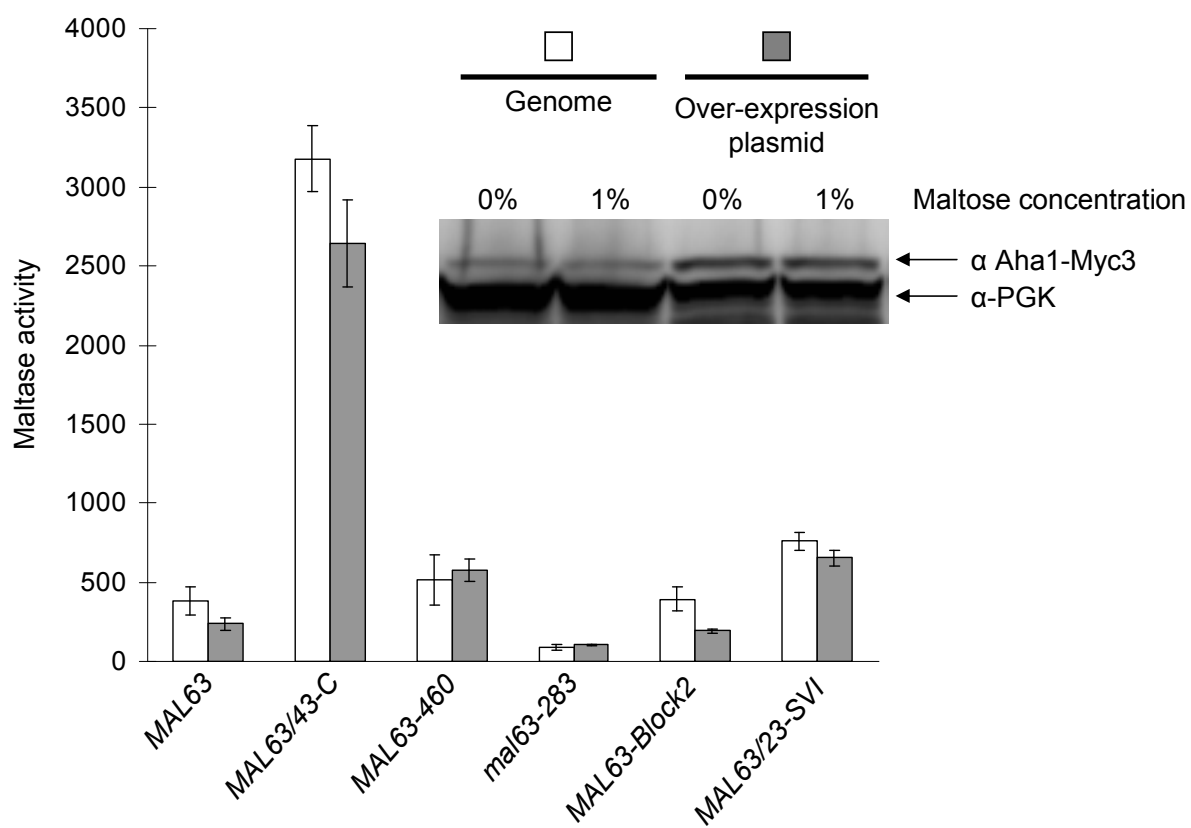 4000
3500
3000
2500
2000
1500
1000
500
0
Maltase activity
Genome
Over-expression
plasmid
0% 1% 0% 1% Maltose concentration
α Aha1-Myc3
α-PGK
MAL63
MAL63/43-C
MAL63-460
mal63-283
MAL63-Block2
MAL63/23-SVI